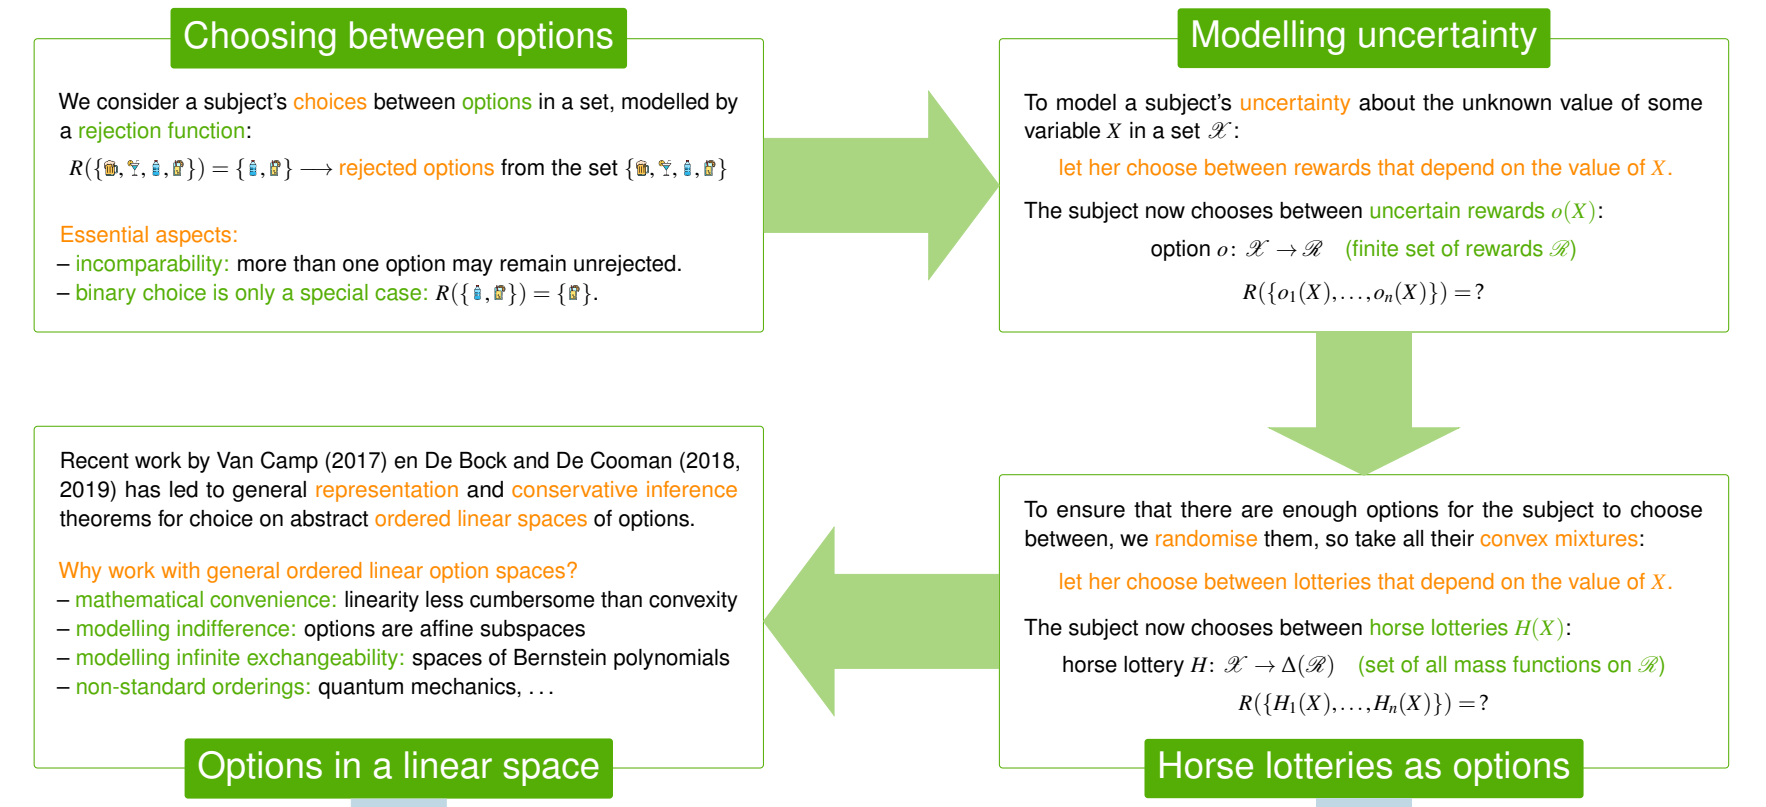 Choosing between options
We consider a subject's choices between options in a set, modelled by
a rejection function:
R({🍺,🍸,🧴,🍹}) = {🧴,🍹} ⟶ rejected options from the set {🍺,🍸,🧴,🍹}
Essential aspects:
– incomparability: more than one option may remain unrejected.
– binary choice is only a special case: R({🧴,🍹}) = {🍹}.
Modelling uncertainty
To model a subject's uncertainty about the unknown value of some
variable X in a set 𝒳:
let her choose between rewards that depend on the value of X.
The subject now chooses between uncertain rewards o(X):
option o: 𝒳 → ℛ (finite set of rewards ℛ)
R({o₁(X),...,oₙ(X)}) = ?
To ensure that there are enough options for the subject to choose
between, we randomise them, so take all their convex mixtures:
let her choose between lotteries that depend on the value of X.
The subject now chooses between horse lotteries H(X):
horse lottery H: 𝒳 → Δ(ℛ) (set of all mass functions on ℛ)
R({H₁(X),...,Hₙ(X)}) = ?
Horse lotteries as options
Recent work by Van Camp (2017) en De Bock and De Cooman (2018,
2019) has led to general representation and conservative inference
theorems for choice on abstract ordered linear spaces of options.
Why work with general ordered linear option spaces?
– mathematical convenience: linearity less cumbersome than convexity
– modelling indifference: options are affine subspaces
– modelling infinite exchangeability: spaces of Bernstein polynomials
– non-standard orderings: quantum mechanics, ...
Options in a linear space